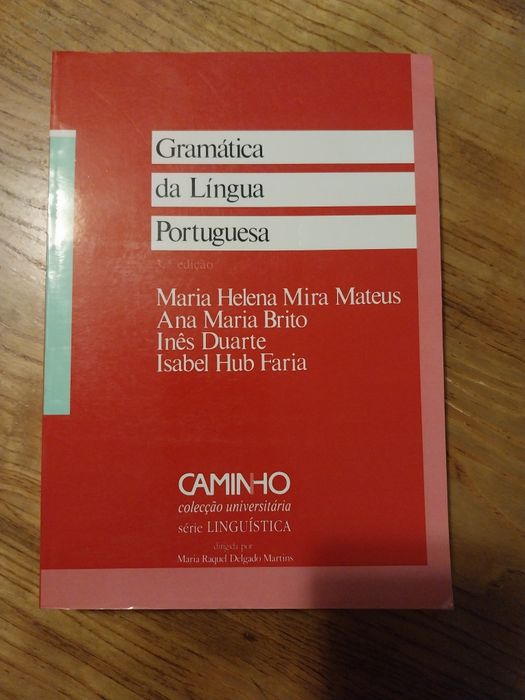 Gramática
da Língua
Portuguesa
3.ª edição
Maria Helena Mira Mateus
Ana Maria Brito
Inês Duarte
Isabel Hub Faria
CAMINHO
colecção universitária
série LINGUÍSTICA
dirigida por
Maria Raquel Delgado Martins